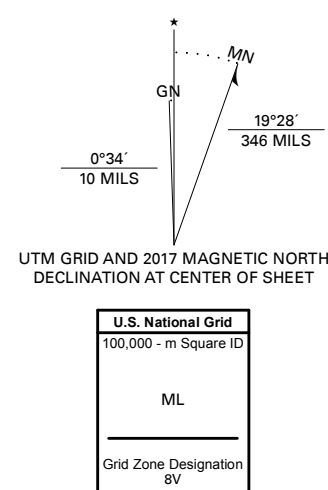 ★
MN
GN
19°28´
346 MILS
0°34´
10 MILS
UTM GRID AND 2017 MAGNETIC NORTH
DECLINATION AT CENTER OF SHEET
U.S. National Grid
100,000 - m Square ID
ML
Grid Zone Designation
8V